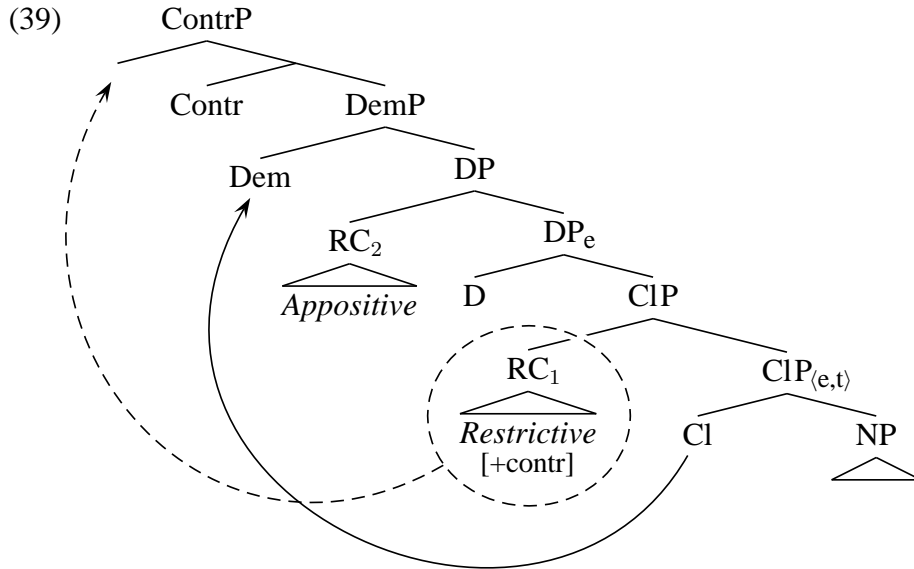 (39) ContrP
Contr DemP
Dem DP
RC₂ DPₑ
Appositive D ClP
RC₁ ClP⟨e,t⟩
Restrictive Cl NP
[+contr]